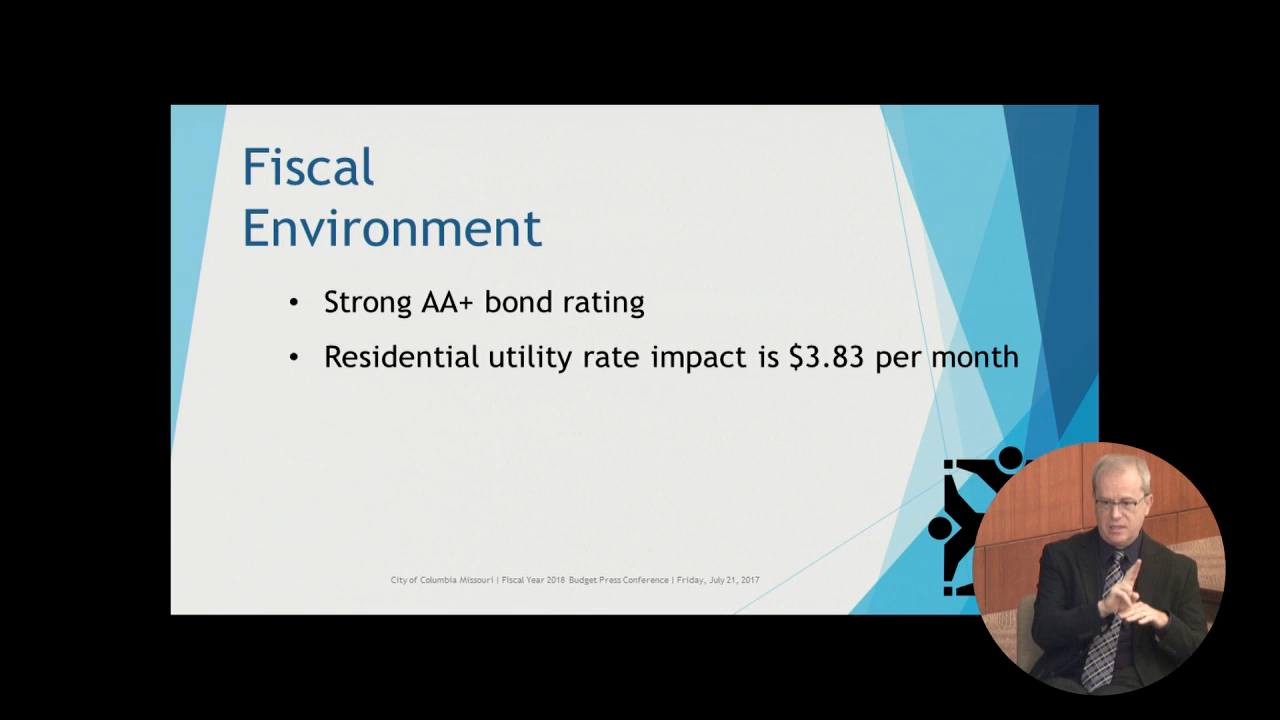 Fiscal
Environment
• Strong AA+ bond rating
• Residential utility rate impact is $3.83 per month
City of Columbia Missouri | Fiscal Year 2018 Budget Press Conference | Friday, July 21, 2017